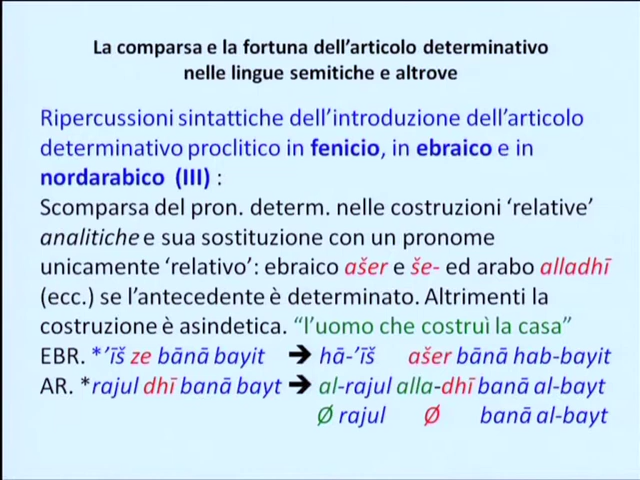 La comparsa e la fortuna dell'articolo determinativo
nelle lingue semitiche e altrove
Ripercussioni sintattiche dell'introduzione dell'articolo
determinativo proclitico in fenicio, in ebraico e in
nordarabico (III) :
Scomparsa del pron. determ. nelle costruzioni 'relative'
analitiche e sua sostituzione con un pronome
unicamente 'relativo': ebraico ašer e še- ed arabo alladhī
(ecc.) se l'antecedente è determinato. Altrimenti la
costruzione è asindetica. "l'uomo che costruì la casa"
EBR. *'īš ze bānā bayit ➔ hā-'īš ašer bānā hab-bayit
AR. *rajul dhī banā bayt ➔ al-rajul alla-dhī banā al-bayt
Ø rajul Ø banā al-bayt